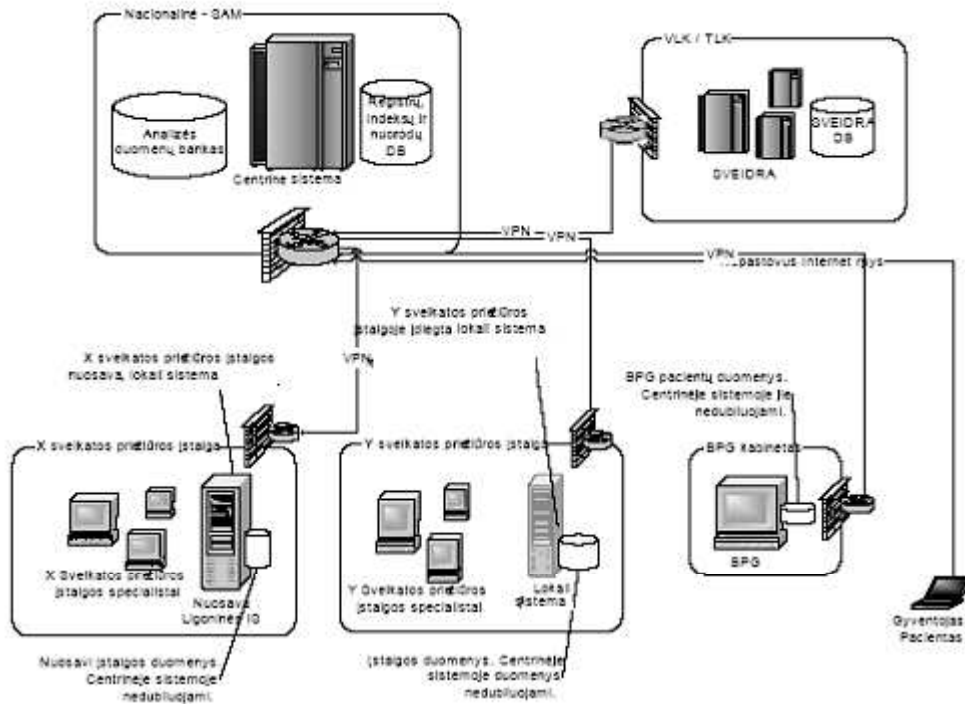 Nacionalinė - SAM
Analizės
duomenų bankas
Centrinė sistema
Registrų,
indeksų ir
nuorodų
DB
VLK / TLK
SVEIDRA
SVEIDRA
DB
VPN
VPN
VPN
pastovus Internet ryys
VPN
X sveikatos priežiūros įstaigos
nuosava, lokali sistema
Y sveikatos priežiūros
įstaigoje įdiegta lokali sistema
BPG pacientų duomenys.
Centrinėje sistemoje jie
nedubliuojami.
X sveikatos priežiūros įstaiga
X Sveikatos priežiūros
įstaigos specialistai
Nuosava
Ligoninės IS
Y sveikatos priežiūros įstaiga
Y Sveikatos priežiūros
įstaigos specialistai
Lokali
sistema
BPG kabinetas
BPG
Gyventojas
Pacientas
Nuosavi įstaigos duomenys.
Centrinėje sistemoje
nedubliuojami.
Įstaigos duomenys. Centrinėje
sistemoje duomenys
nedubliuojami.